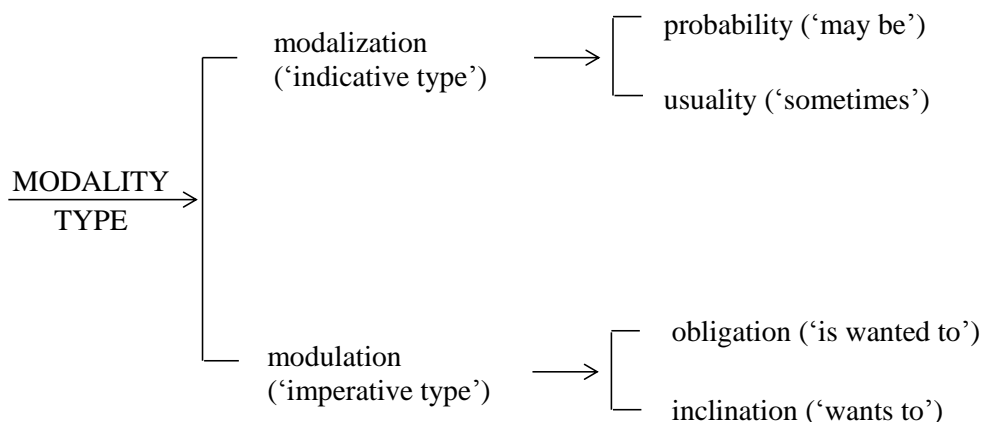 probability (‘may be’)
modalization
(‘indicative type’)
usuality (‘sometimes’)
MODALITY
TYPE
obligation (‘is wanted to’)
modulation
(‘imperative type’)
inclination (‘wants to’)